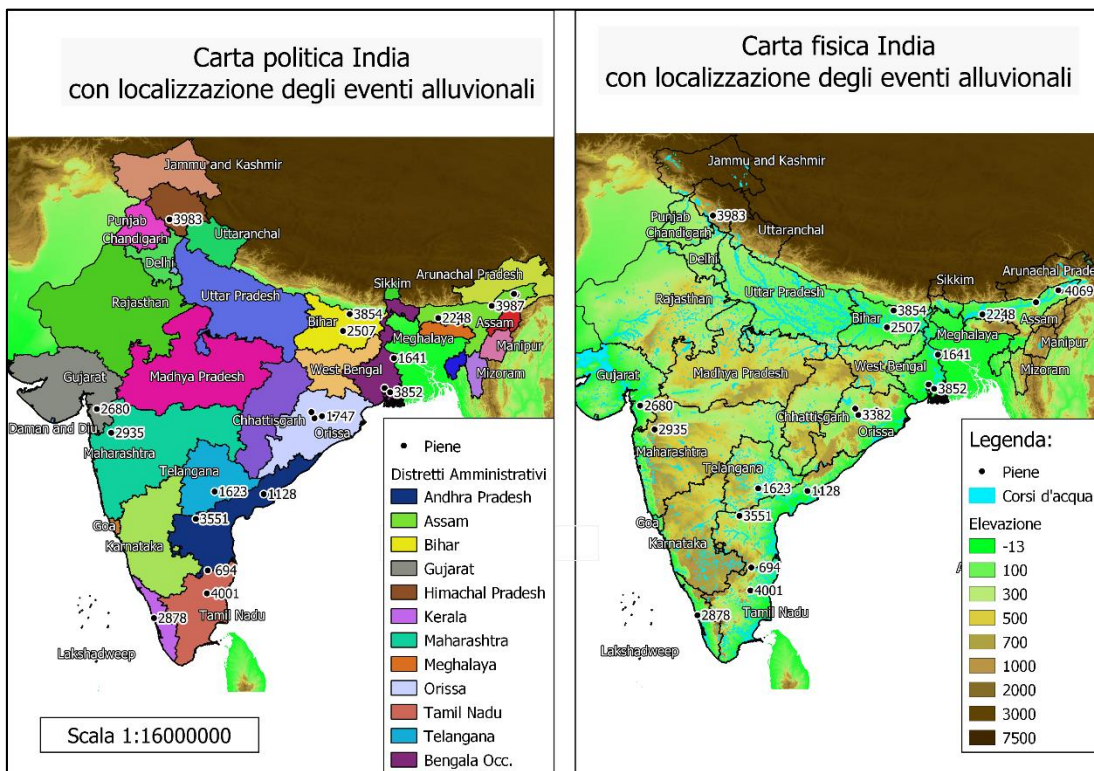 Carta politica India
con localizzazione degli eventi alluvionali
Jammu and Kashmir
Punjab
3983
Chandigarh
Uttaranchal
Delhi
Arunachal Pradesh
Sikkim
Rajasthan
Uttar Pradesh
3987
3854
2248
Bihar
Assam
2507
Meghalaya
Manipur
1641
Gujarat
Madhya Pradesh
West Bengal
Mizoram
3852
2680
Chhattisgarh
1747
Daman and Diu
Orissa
2935
Maharashtra
Telangana
1623
1128
3551
Goa
Karnataka
694
4001
2878
Tamil Nadu
Lakshadweep
Piene
Distretti Amministrativi
Andhra Pradesh
Assam
Bihar
Gujarat
Himachal Pradesh
Kerala
Maharashtra
Meghalaya
Orissa
Tamil Nadu
Telangana
Bengala Occ.
Scala 1:16000000
Carta fisica India
con localizzazione degli eventi alluvionali
Jammu and Kashmir
Punjab
3983
Chandigarh
Uttaranchal
Delhi
Sikkim
Arunachal Prade
4069
Rajasthan
Uttar Pradesh
3854
2248
Bihar
Assam
2507
Meghalaya
Manipur
1641
Gujarat
Madhya Pradesh
West Bengal
Mizoram
3852
2680
Chhattisgarh
3382
Orissa
2935
Maharashtra
Telangana
1623
1128
3551
Goa
Karnataka
694
4001
2878
Tamil Nadu
Lakshadweep
Legenda:
Piene
Corsi d'acqua
Elevazione
-13
100
300
500
700
1000
2000
3000
7500